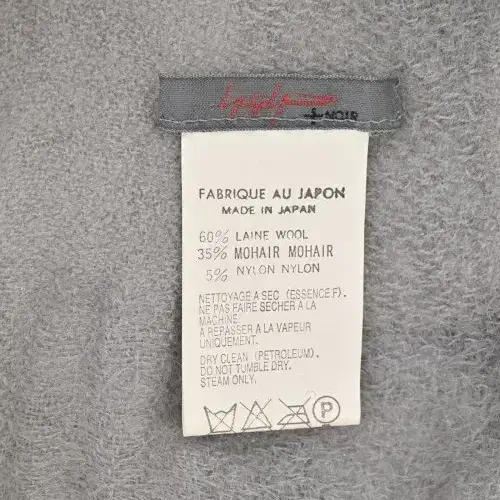 +NOIR
FABRIQUE AU JAPON
MADE IN JAPAN
60% LAINE WOOL
35% MOHAIR MOHAIR
5% NYLON NYLON
NETTOYAGE A SEC (ESSENCE F).
NE PAS FAIRE SECHER A LA
MACHINE.
A REPASSER A LA VAPEUR
UNIQUEMENT.
DRY CLEAN (PETROLEUM).
DO NOT TUMBLE DRY.
STEAM ONLY.
P